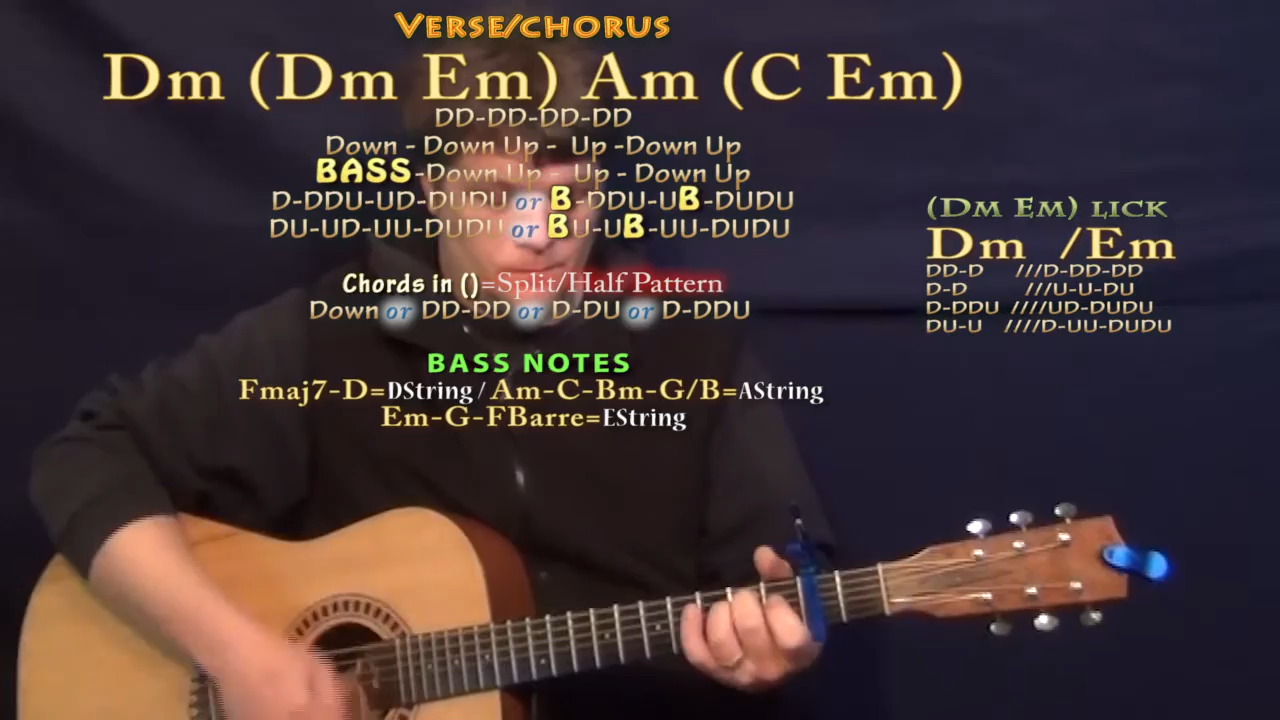 VERSE/CHORUS
Dm (Dm Em) Am (C Em)
DD-DD-DD-DD
Down - Down Up - Up -Down Up
BASS-Down Up - Up - Down Up
D-DDU-UD-DUDU or B-DDU-UB-DUDU
DU-UD-UU-DUDU or BU-UB-UU-DUDU
Chords in ()=Split/Half Pattern
Down or DD-DD or D-DU or D-DDU
BASS NOTES
Fmaj7-D=DString / Am-C-Bm-G/B=AString
Em-G-FBarre=EString
(DM EM) LICK
Dm /Em
DD-D ///D-DD-DD
D-D ///U-U-DU
D-DDU ////UD-DUDU
DU-U ////D-UU-DUDU